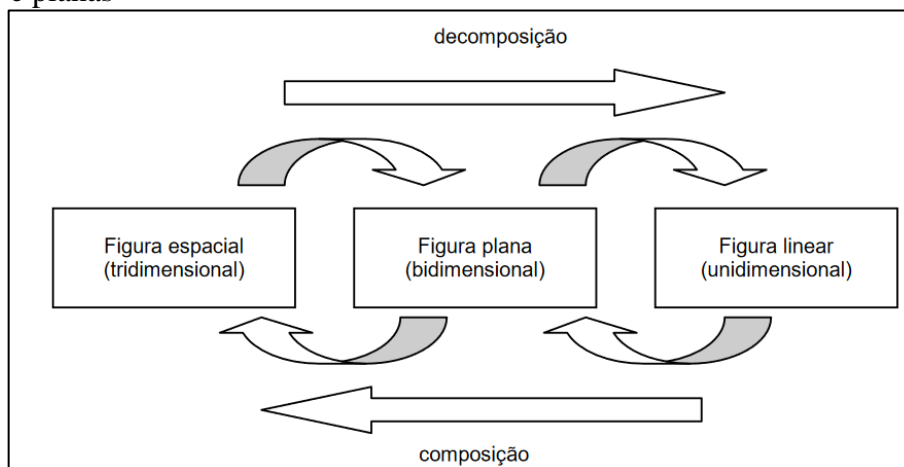 e planas
decomposição
Figura espacial
(tridimensional)
Figura plana
(bidimensional)
Figura linear
(unidimensional)
composição